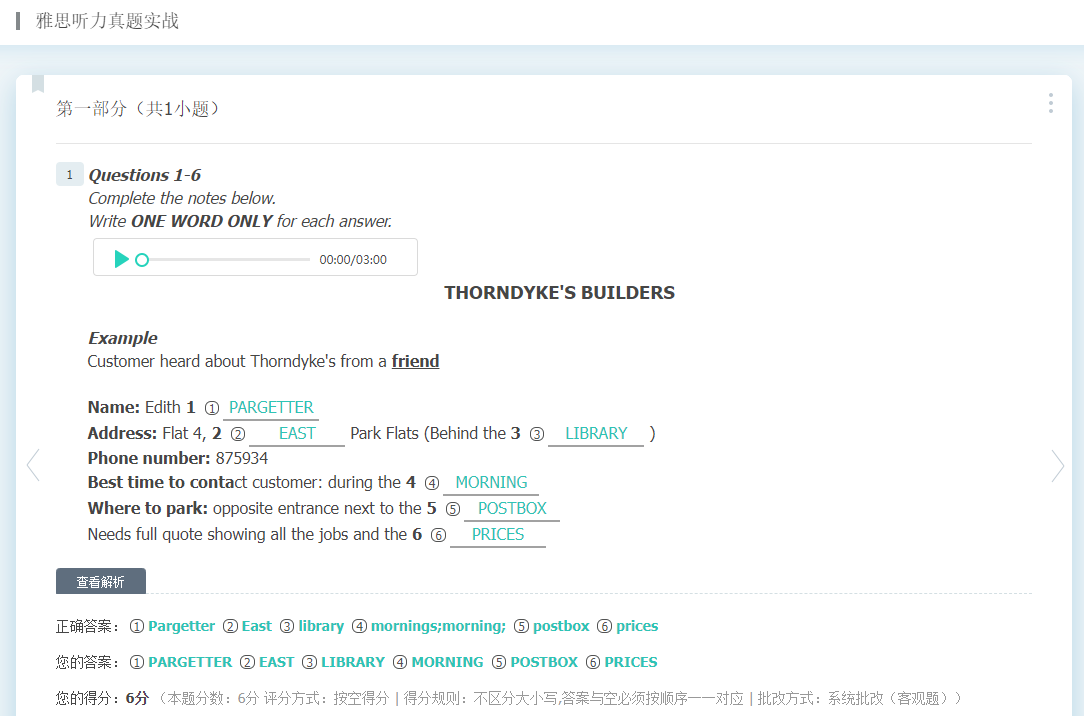 雅思听力真题实战
第一部分（共1小题）
1 Questions 1-6
Complete the notes below.
Write ONE WORD ONLY for each answer.
00:00/03:00
THORNDYKE'S BUILDERS
Example
Customer heard about Thorndyke's from a friend
Name: Edith 1 ① PARGETTER
Address: Flat 4, 2 ② EAST Park Flats (Behind the 3 ③ LIBRARY )
Phone number: 875934
Best time to contact customer: during the 4 ④ MORNING
Where to park: opposite entrance next to the 5 ⑤ POSTBOX
Needs full quote showing all the jobs and the 6 ⑥ PRICES
查看解析
正确答案： ① Pargetter ② East ③ library ④ mornings;morning; ⑤ postbox ⑥ prices
您的答案： ① PARGETTER ② EAST ③ LIBRARY ④ MORNING ⑤ POSTBOX ⑥ PRICES
您的得分：6分 （本题分数：6分 评分方式：按空得分 | 得分规则：不区分大小写,答案与空必须按顺序一一对应 | 批改方式：系统批改（客观题））